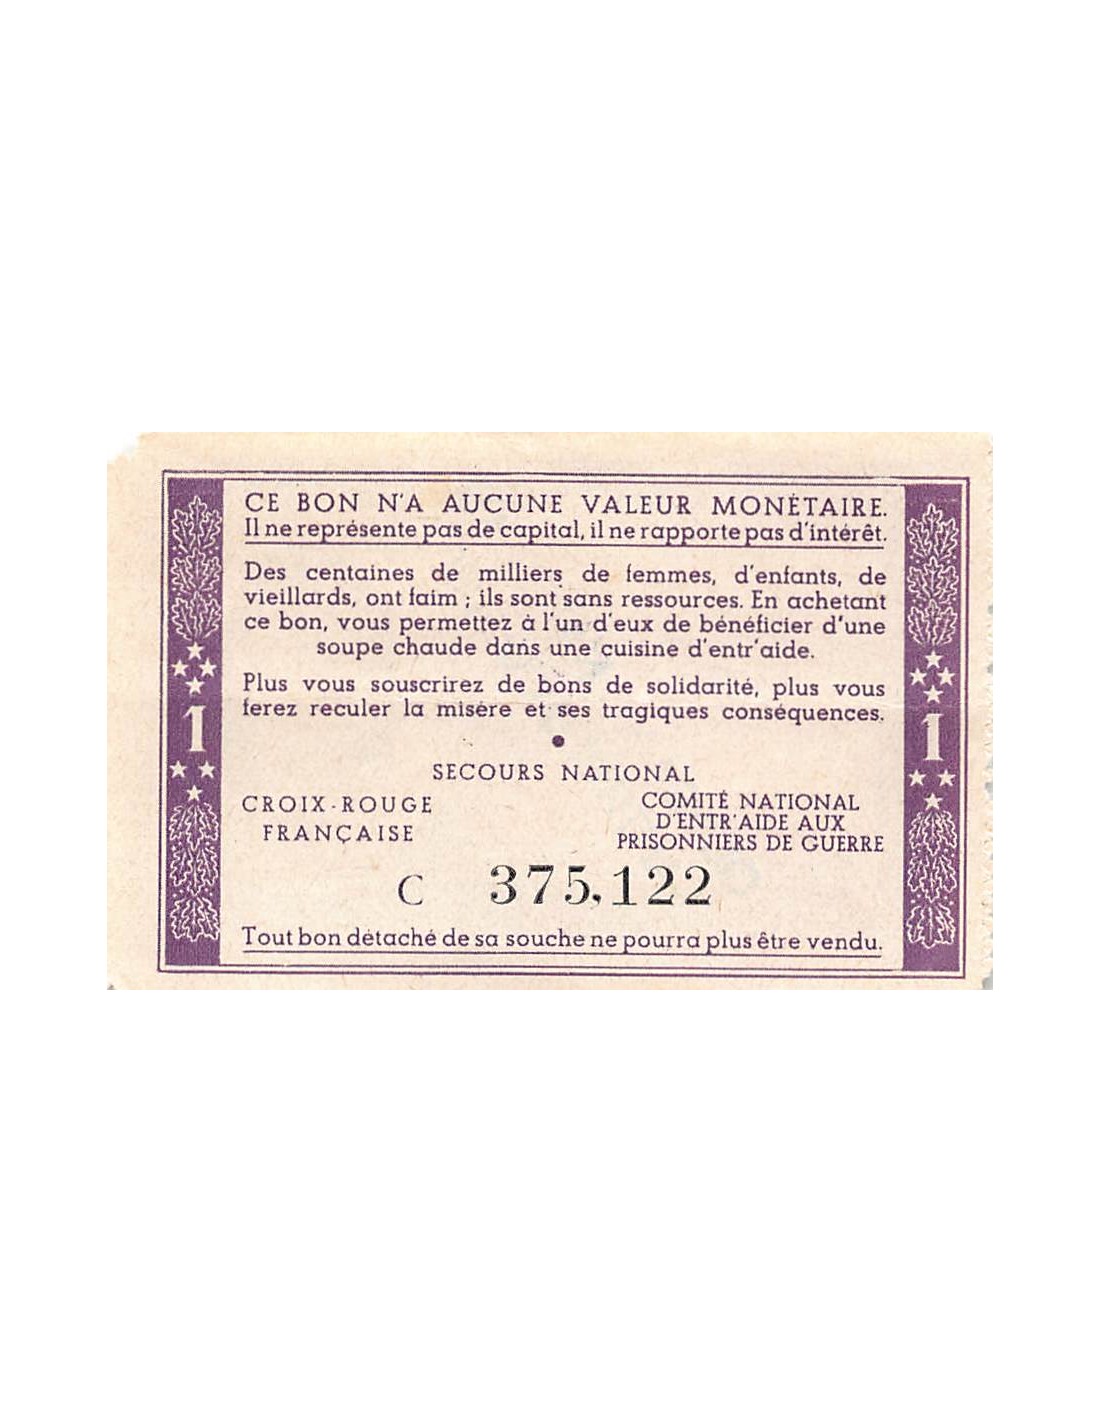 CE BON N'A AUCUNE VALEUR MONÉTAIRE.
Il ne représente pas de capital, il ne rapporte pas d'intérêt.
Des centaines de milliers de femmes, d'enfants, de
vieillards, ont faim ; ils sont sans ressources. En achetant
ce bon, vous permettez à l'un d'eux de bénéficier d'une
soupe chaude dans une cuisine d'entr'aide.
Plus vous souscrirez de bons de solidarité, plus vous
ferez reculer la misère et ses tragiques conséquences.
1
1
SECOURS NATIONAL
CROIX-ROUGE
FRANÇAISE
COMITÉ NATIONAL
D'ENTR'AIDE AUX
PRISONNIERS DE GUERRE
C 375,122
Tout bon détaché de sa souche ne pourra plus être vendu.